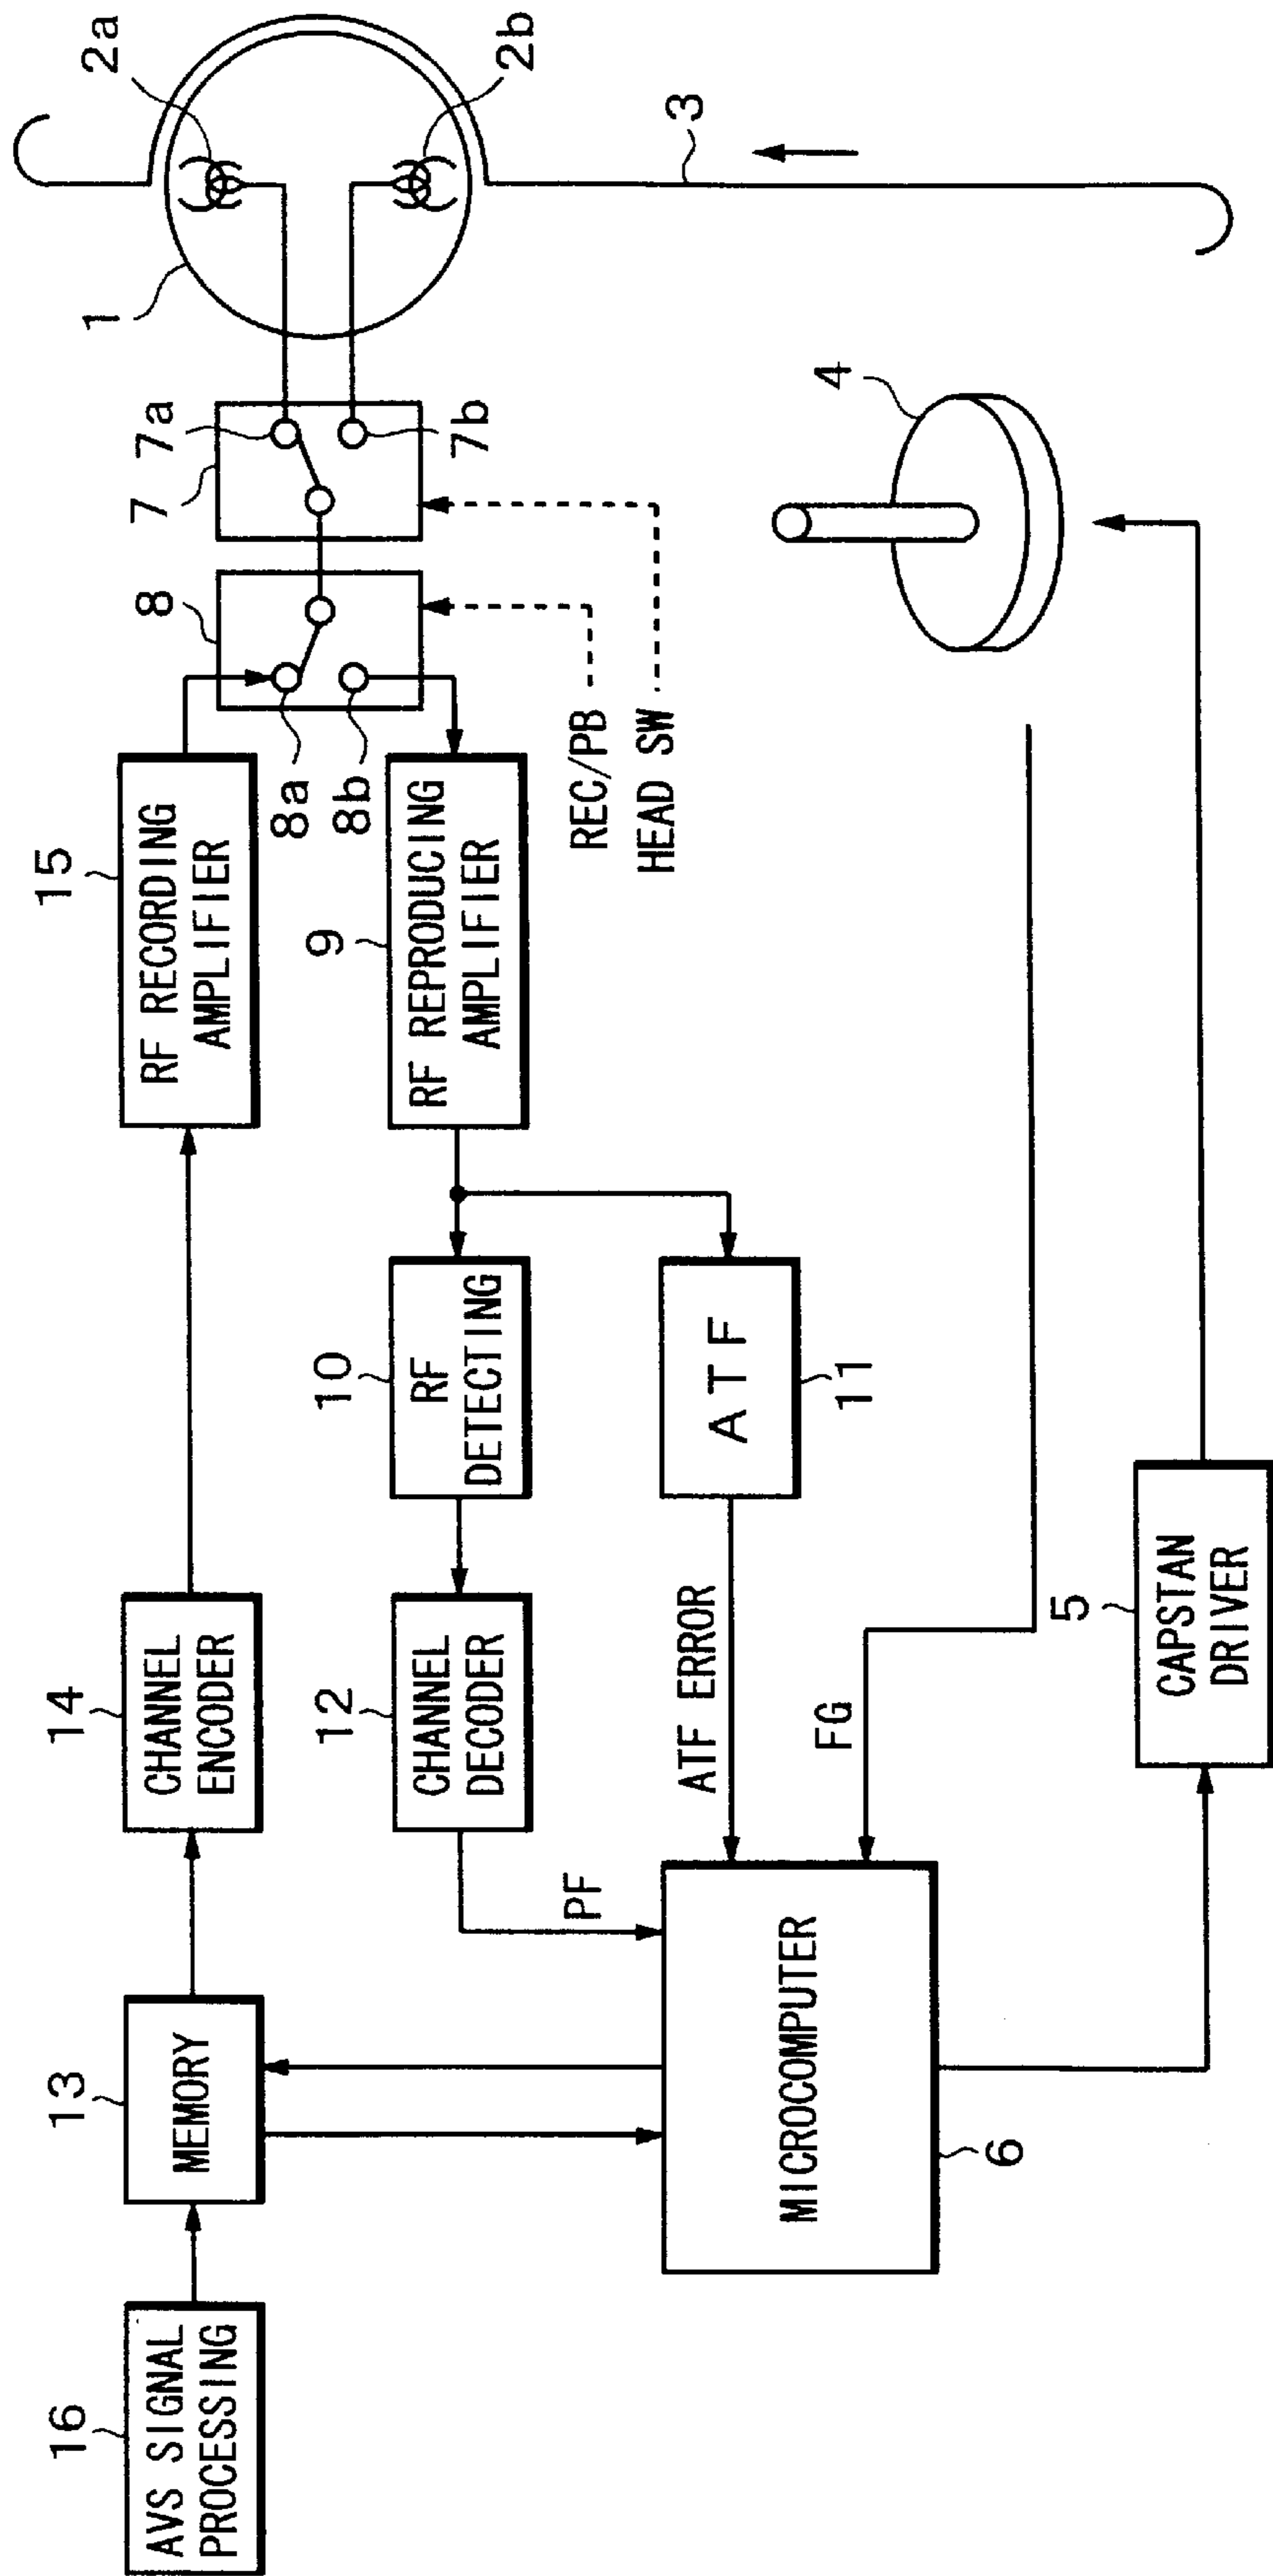 16
AVS SIGNAL
PROCESSING
13
MEMORY
14
CHANNEL
ENCODER
15
RF RECORDING
AMPLIFIER
8
8a
8b
7
7a
7b
1
2a
2b
3
12
CHANNEL
DECODER
10
RF
DETECTING
9
RF REPRODUCING
AMPLIFIER
REC/PB
HEAD SW
PF
ATF ERROR
ATF
11
FG
MICROCOMPUTER
6
4
5
CAPSTAN
DRIVER